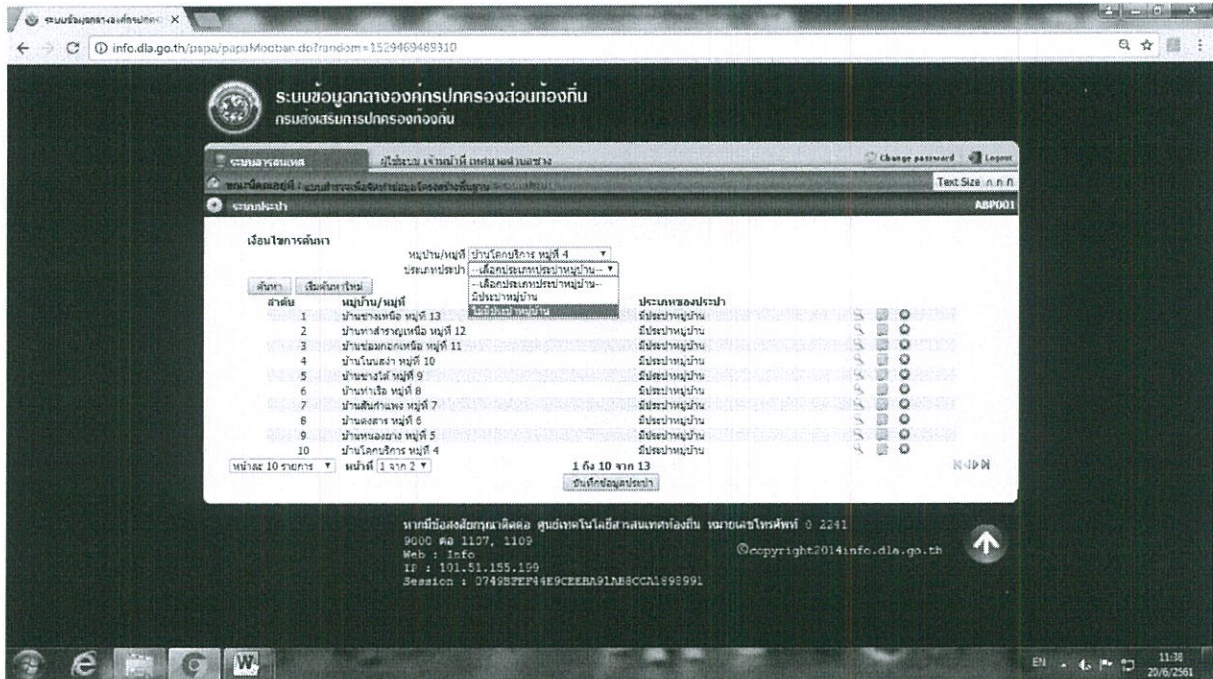 info.dla.go.th/papa/papaMooban.do?random=1529469489310
ระบบข้อมูลกลางองค์กรปกครองส่วนท้องถิ่น
กรมส่งเสริมการปกครองท้องถิ่น
ระบบสารสนเทศ
Change password Logout
Text Size ก ก ก
ระบบประปา ABP001
เงื่อนไขการค้นหา
หมู่บ้าน/หมู่ที่ บ้านโคกบริการ หมู่ที่ 4
ประเภทประปา --เลือกประเภทประปาหมู่บ้าน--
--เลือกประเภทประปาหมู่บ้าน--
มีประปาหมู่บ้าน
ค้นหา เริ่มค้นหาใหม่
ลำดับ หมู่บ้าน/หมู่ที่ ประเภทของประปา
1 หมู่ที่ 13 มีประปาหมู่บ้าน
2 บ้านท่าสำราญเหนือ หมู่ที่ 12 มีประปาหมู่บ้าน
3 หมู่ที่ 11 มีประปาหมู่บ้าน
4 บ้านโนนสง่า หมู่ที่ 10 มีประปาหมู่บ้าน
5 หมู่ที่ 9 มีประปาหมู่บ้าน
6 บ้านท่าเรือ หมู่ที่ 8 มีประปาหมู่บ้าน
7 บ้านสันกำแพง หมู่ที่ 7 มีประปาหมู่บ้าน
8 บ้านดงสาร หมู่ที่ 6 มีประปาหมู่บ้าน
9 บ้านหนองยาง หมู่ที่ 5 มีประปาหมู่บ้าน
10 บ้านโคกบริการ หมู่ที่ 4 มีประปาหมู่บ้าน
หน้าละ 10 รายการ หน้าที่ 1 จาก 2 1 ถึง 10 จาก 13
บันทึกข้อมูลประปา
หากมีข้อสงสัยกรุณาติดต่อ ศูนย์เทคโนโลยีสารสนเทศท้องถิ่น หมายเลขโทรศัพท์ 0 2241
9000 ต่อ 1107, 1109
Web : Info
IP : 101.51.155.199
Session : 0749BFEF44E9CEEBA91AB8CCA1898991
©copyright2014info.dla.go.th
EN 11:38
20/6/2561